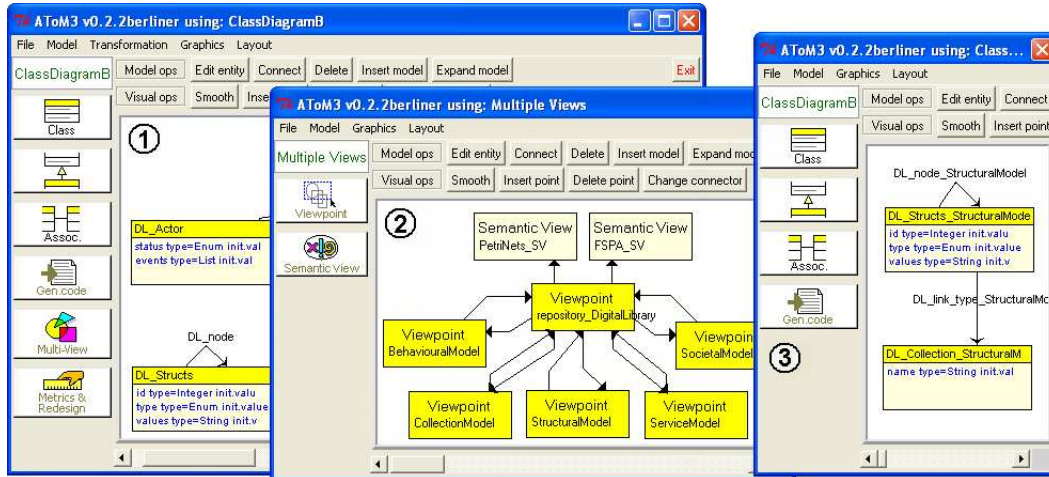 AToM3 v0.2.2berliner using: ClassDiagramB
File Model Transformation Graphics Layout
ClassDiagramB
Model ops Edit entity Connect Delete Insert model Expand model Exit
Visual ops Smooth
Class
Assoc.
Gen.code
Multi-View
Metrics &
Redesign
1
DL_Actor
status type=Enum init.val
events type=List init.val
DL_node
DL_Structs
id type=Integer init.valu
type type=Enum init.value
values type=String init.v
AToM3 v0.2.2berliner using: Multiple Views
File Model Graphics Layout
Multiple Views
Model ops Edit entity Connect Delete Insert model Expand mod
Visual ops Smooth Insert point Delete point Change connector
Viewpoint
Semantic View
2
Semantic View
PetriNets_SV
Semantic View
FSPA_SV
Viewpoint
repository_DigitalLibrary
Viewpoint
BehaviouralModel
Viewpoin
SocietalModel
Viewpoint
CollectionModel
Viewpoint
StructuralModel
Viewpoint
ServiceModel
AToM3 v0.2.2berliner using: Class...
File Model Graphics Layout
ClassDiagramB
Model ops Edit entity Connect
Visual ops Smooth Insert point
Class
Assoc.
Gen.code
3
DL_node_StructuralModel
DL_Structs_StructuralMode
id type=Integer init.valu
type type=Enum init.value
values type=String init.v
DL_link_type_StructuralMo
DL_Collection_StructuralM
name type=String init.val